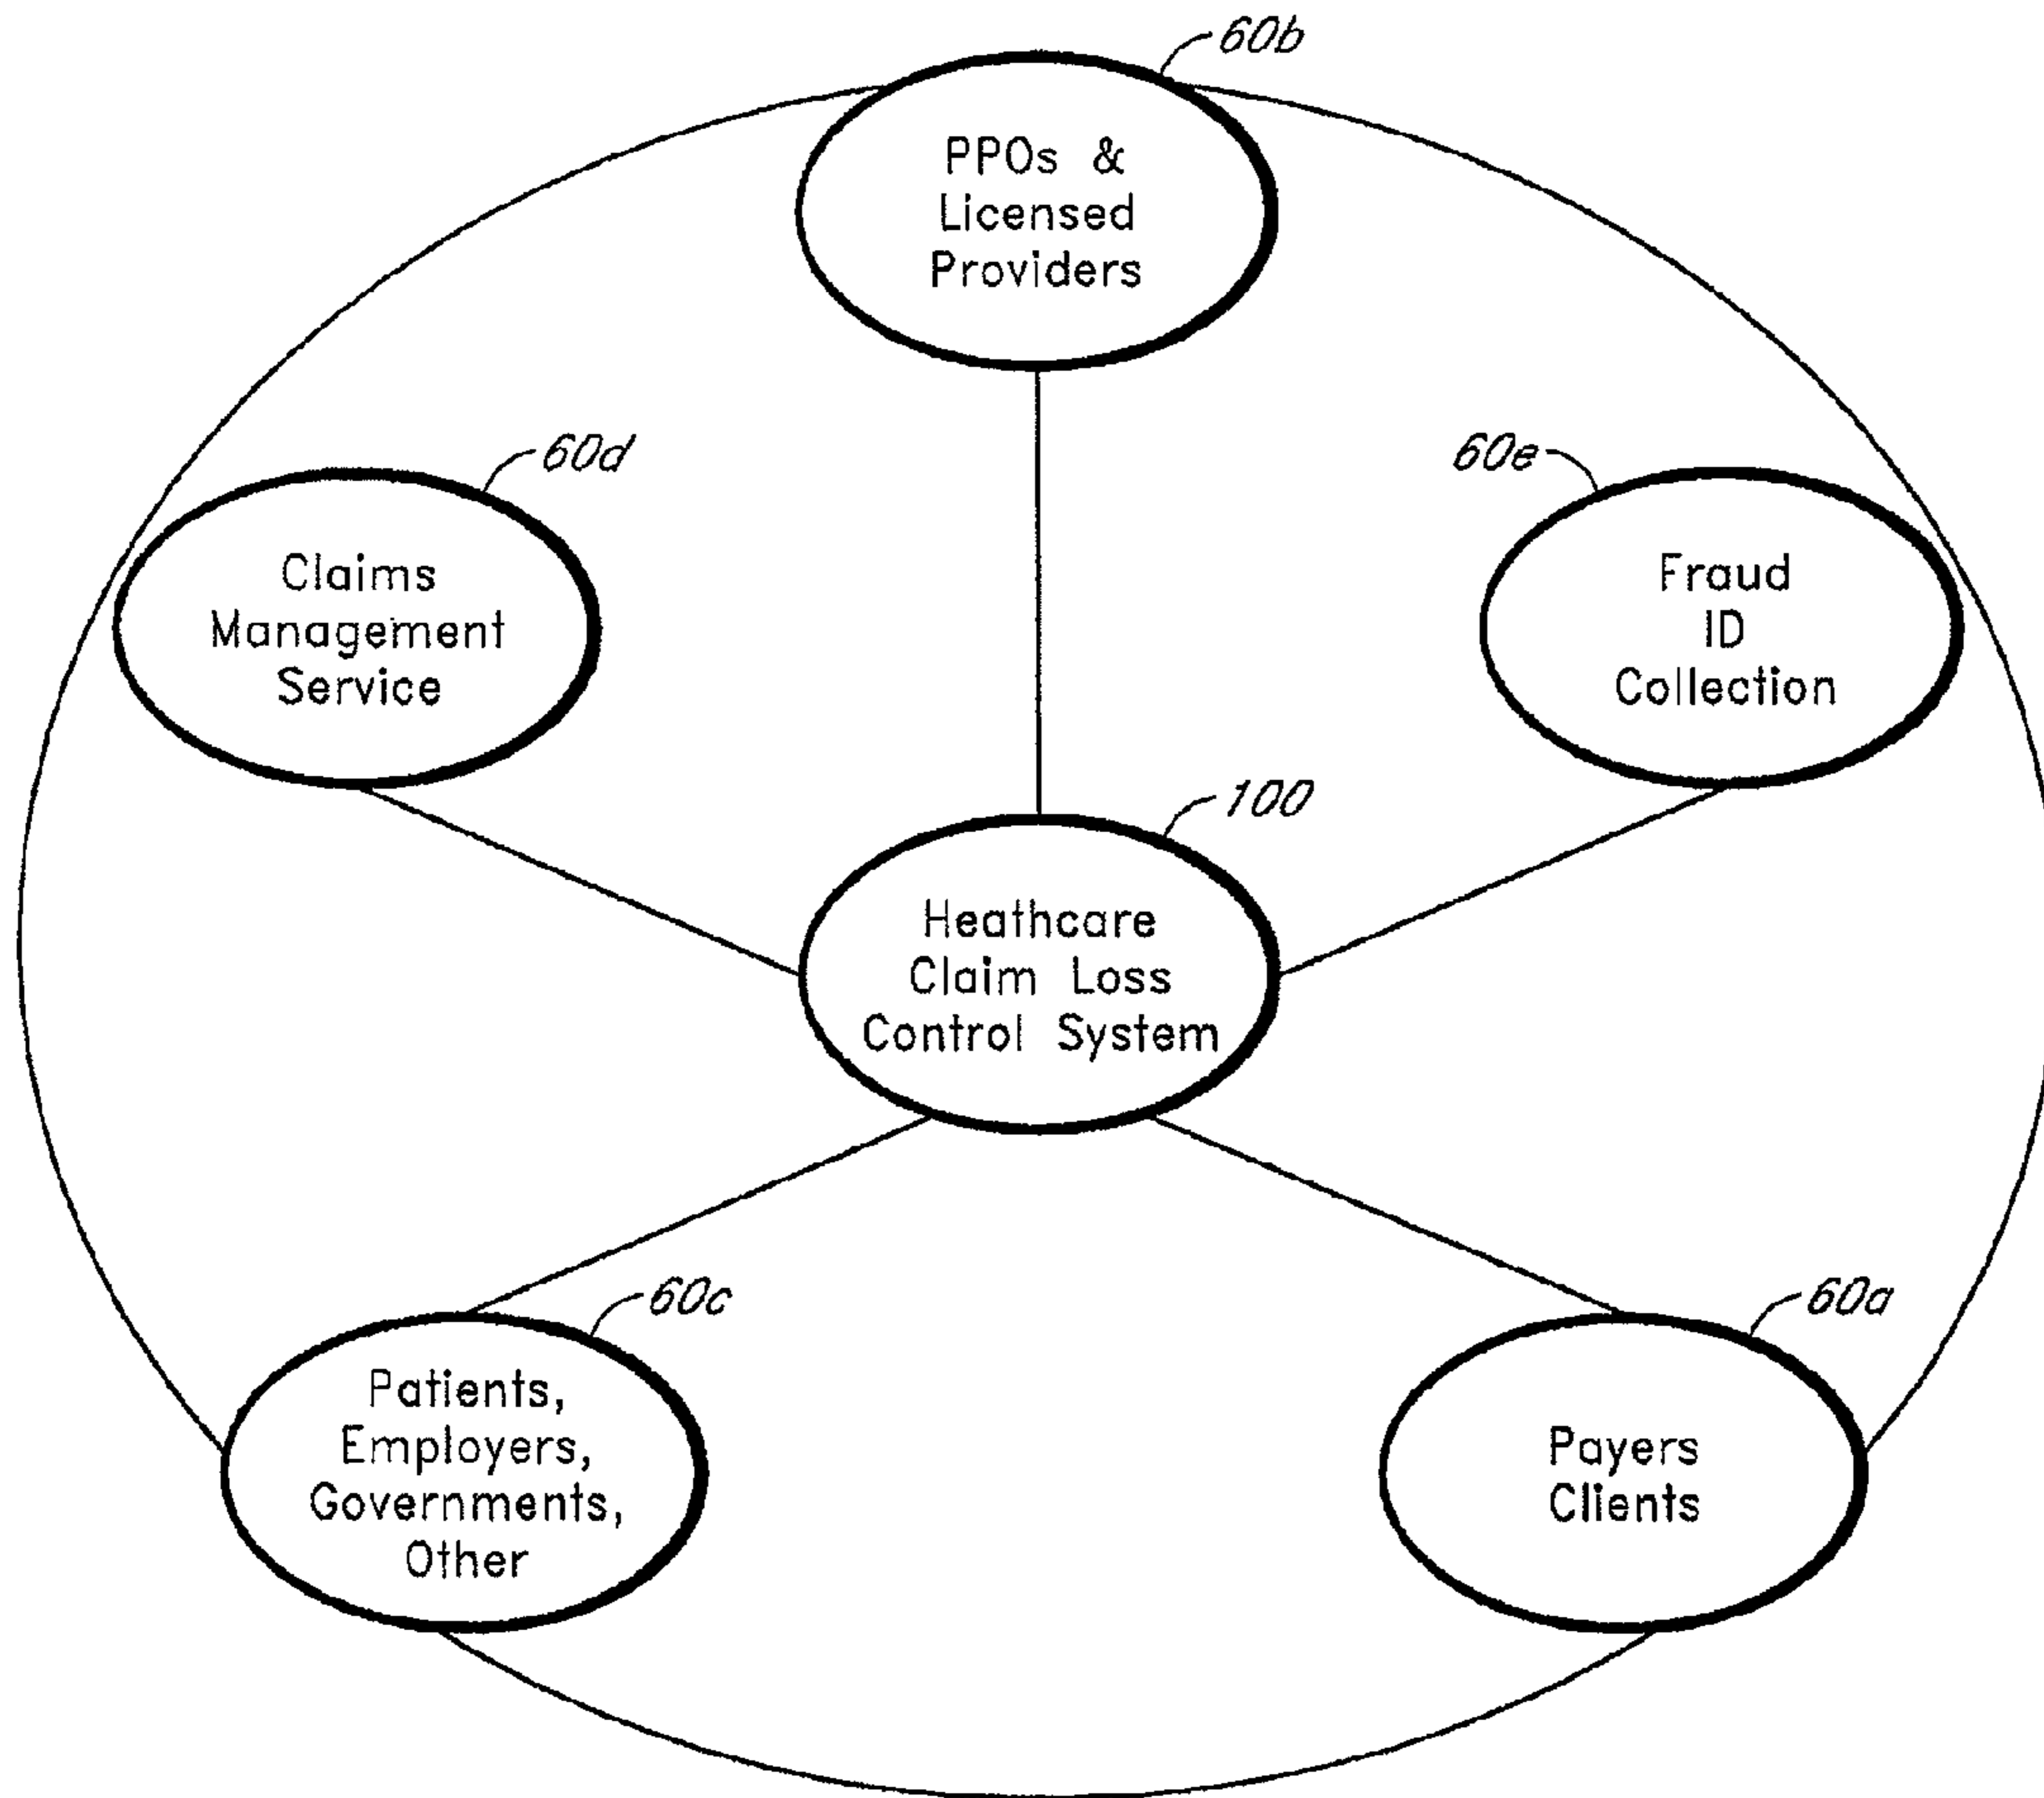 60b
PPOs &
Licensed
Providers
60d
Claims
Management
Service
60e
Fraud
ID
Collection
100
Heathcare
Claim Loss
Control System
60c
Patients,
Employers,
Governments,
Other
60a
Payers
Clients